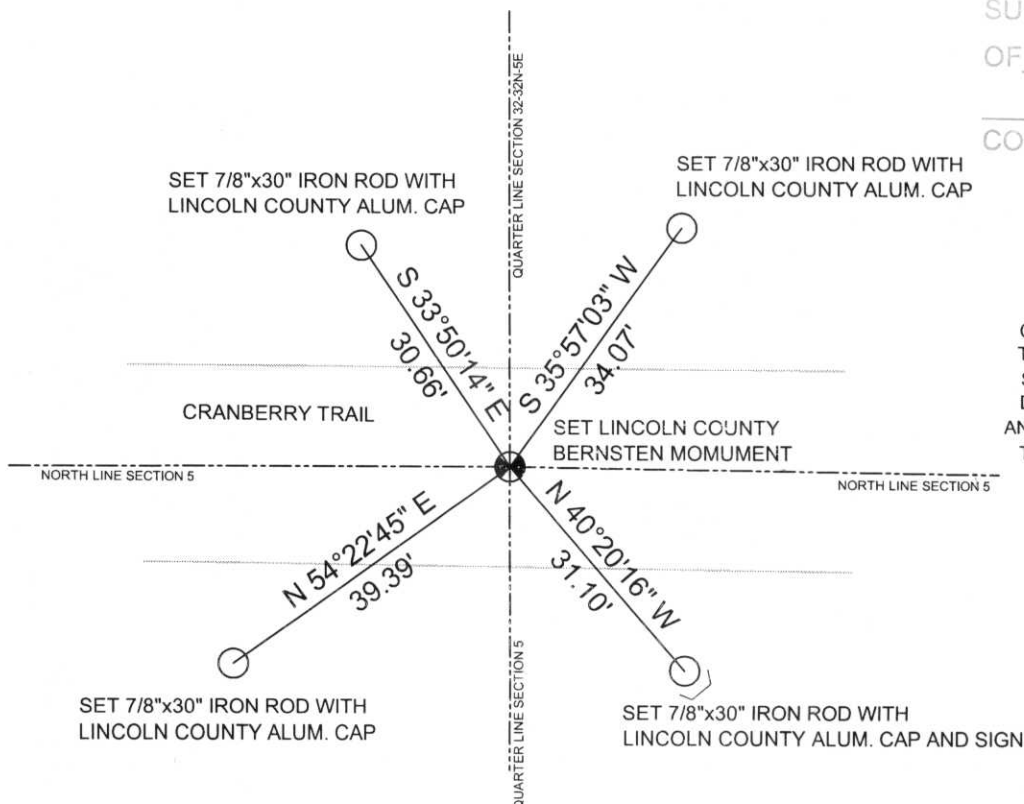 SU
OF
CO
QUARTER LINE SECTION 32-32N-5E
SET 7/8"x30" IRON ROD WITH
LINCOLN COUNTY ALUM. CAP
SET 7/8"x30" IRON ROD WITH
LINCOLN COUNTY ALUM. CAP
S 33°50'14" E
30.66'
S 35°57'03" W
34.07'
CRANBERRY TRAIL
SET LINCOLN COUNTY
BERNSTEN MOMUMENT
AN
NORTH LINE SECTION 5
NORTH LINE SECTION 5
N 54°22'45" E
39.39'
N 40°20'16" W
31.10'
QUARTER LINE SECTION 5
SET 7/8"x30" IRON ROD WITH
LINCOLN COUNTY ALUM. CAP
SET 7/8"x30" IRON ROD WITH
LINCOLN COUNTY ALUM. CAP AND SIGN